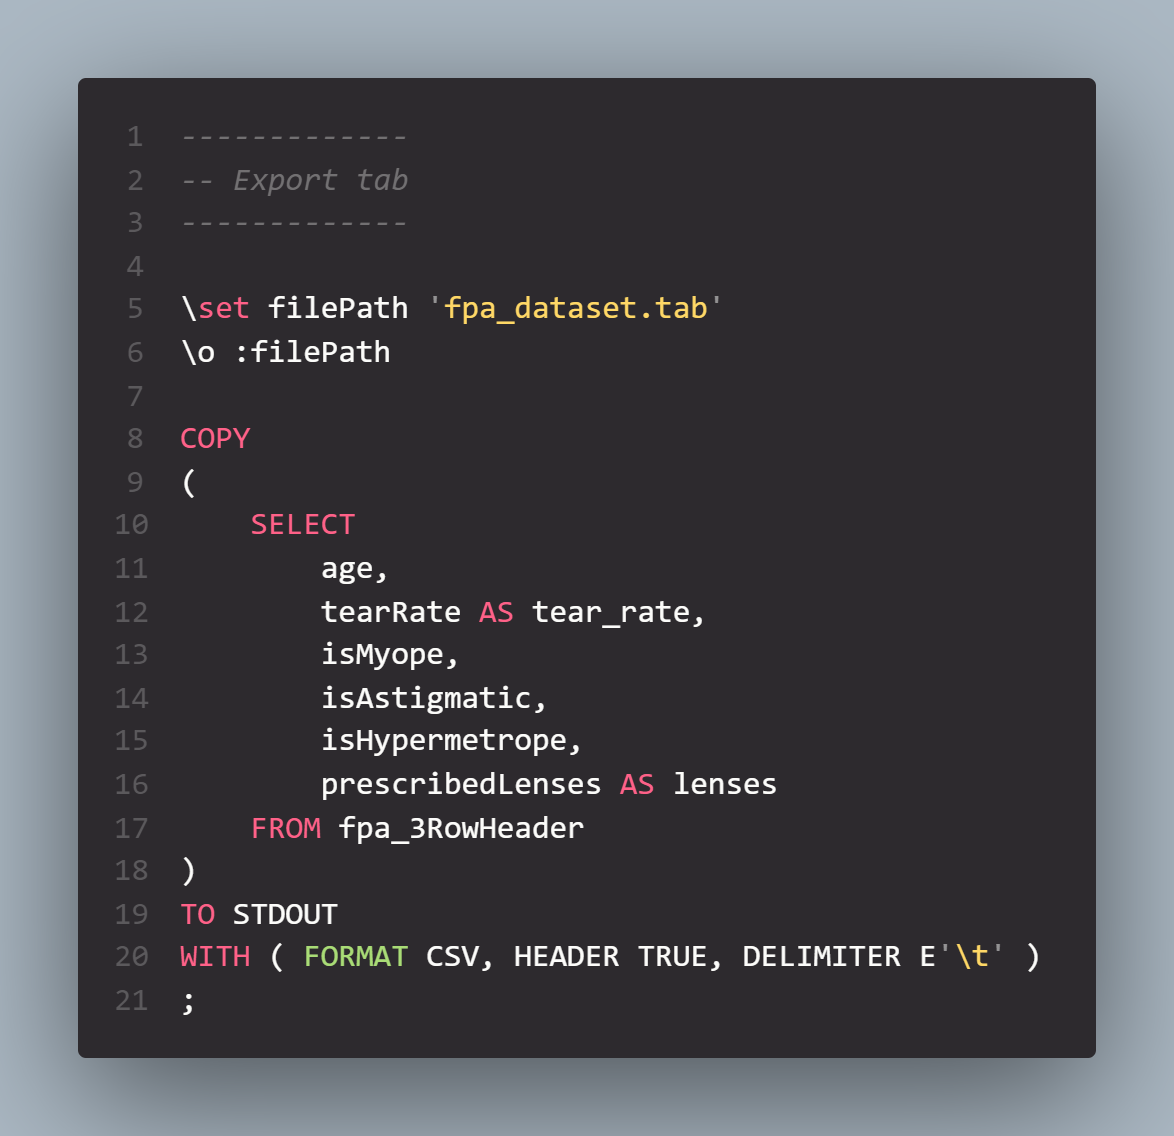 1 -------------
2 -- Export tab
3 -------------
4
5 \set filePath 'fpa_dataset.tab'
6 \o :filePath
7
8 COPY
9 (
10     SELECT
11         age,
12         tearRate AS tear_rate,
13         isMyope,
14         isAstigmatic,
15         isHypermetrope,
16         prescribedLenses AS lenses
17     FROM fpa_3RowHeader
18 )
19 TO STDOUT
20 WITH ( FORMAT CSV, HEADER TRUE, DELIMITER E'\t' )
21 ;